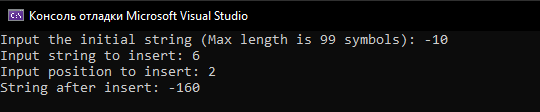 Консоль отладки Microsoft Visual Studio
Input the initial string (Max length is 99 symbols): -10
Input string to insert: 6
Input position to insert: 2
String after insert: -160